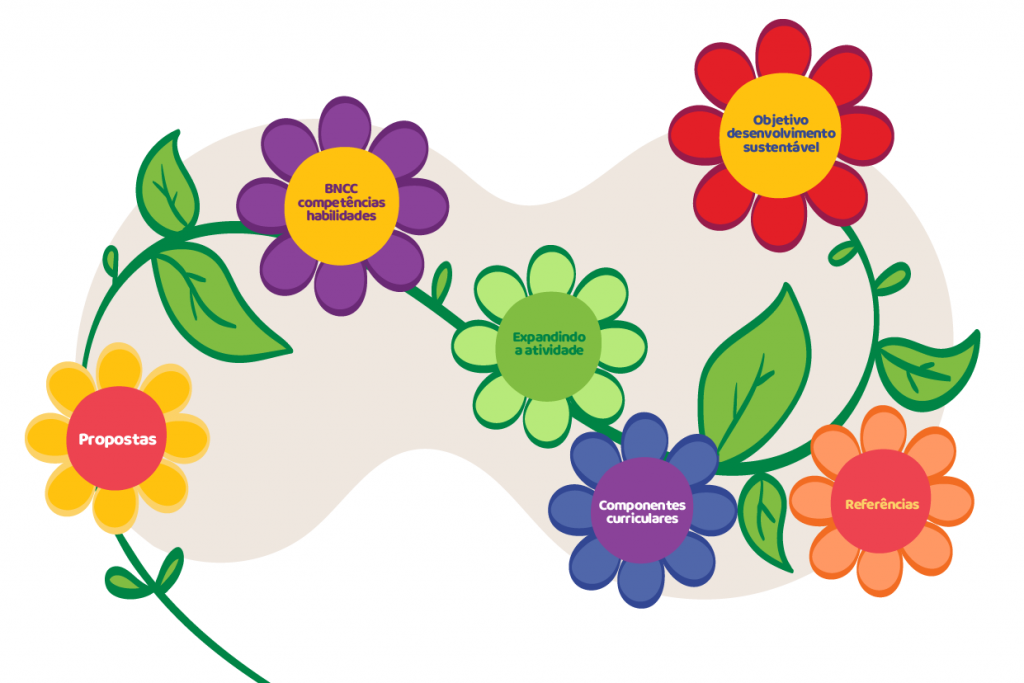 Objetivo
desenvolvimento
sustentável
BNCC
competências
habilidades
Expandindo
a atividade
Propostas
Componentes
curriculares
Referências